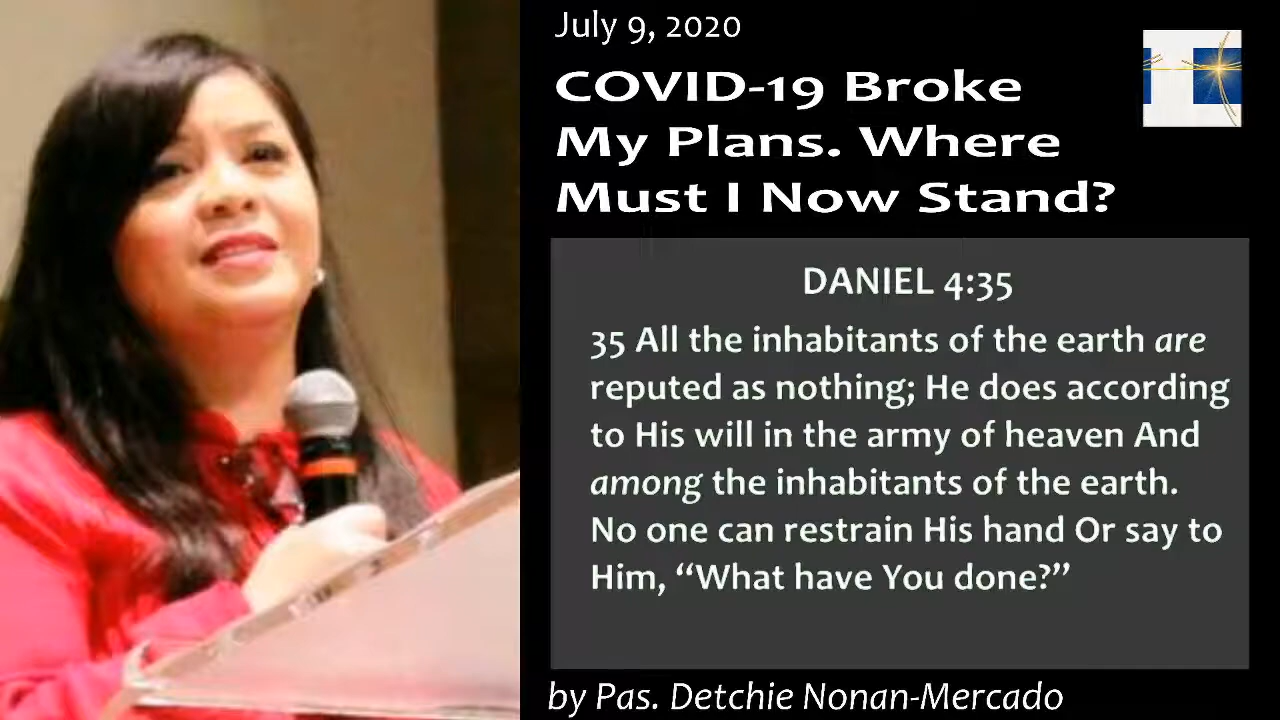 July 9, 2020
COVID-19 Broke
My Plans. Where
Must I Now Stand?
DANIEL 4:35
35 All the inhabitants of the earth are
reputed as nothing; He does according
to His will in the army of heaven And
among the inhabitants of the earth.
No one can restrain His hand Or say to
Him, “What have You done?”
by Pas. Detchie Nonan-Mercado